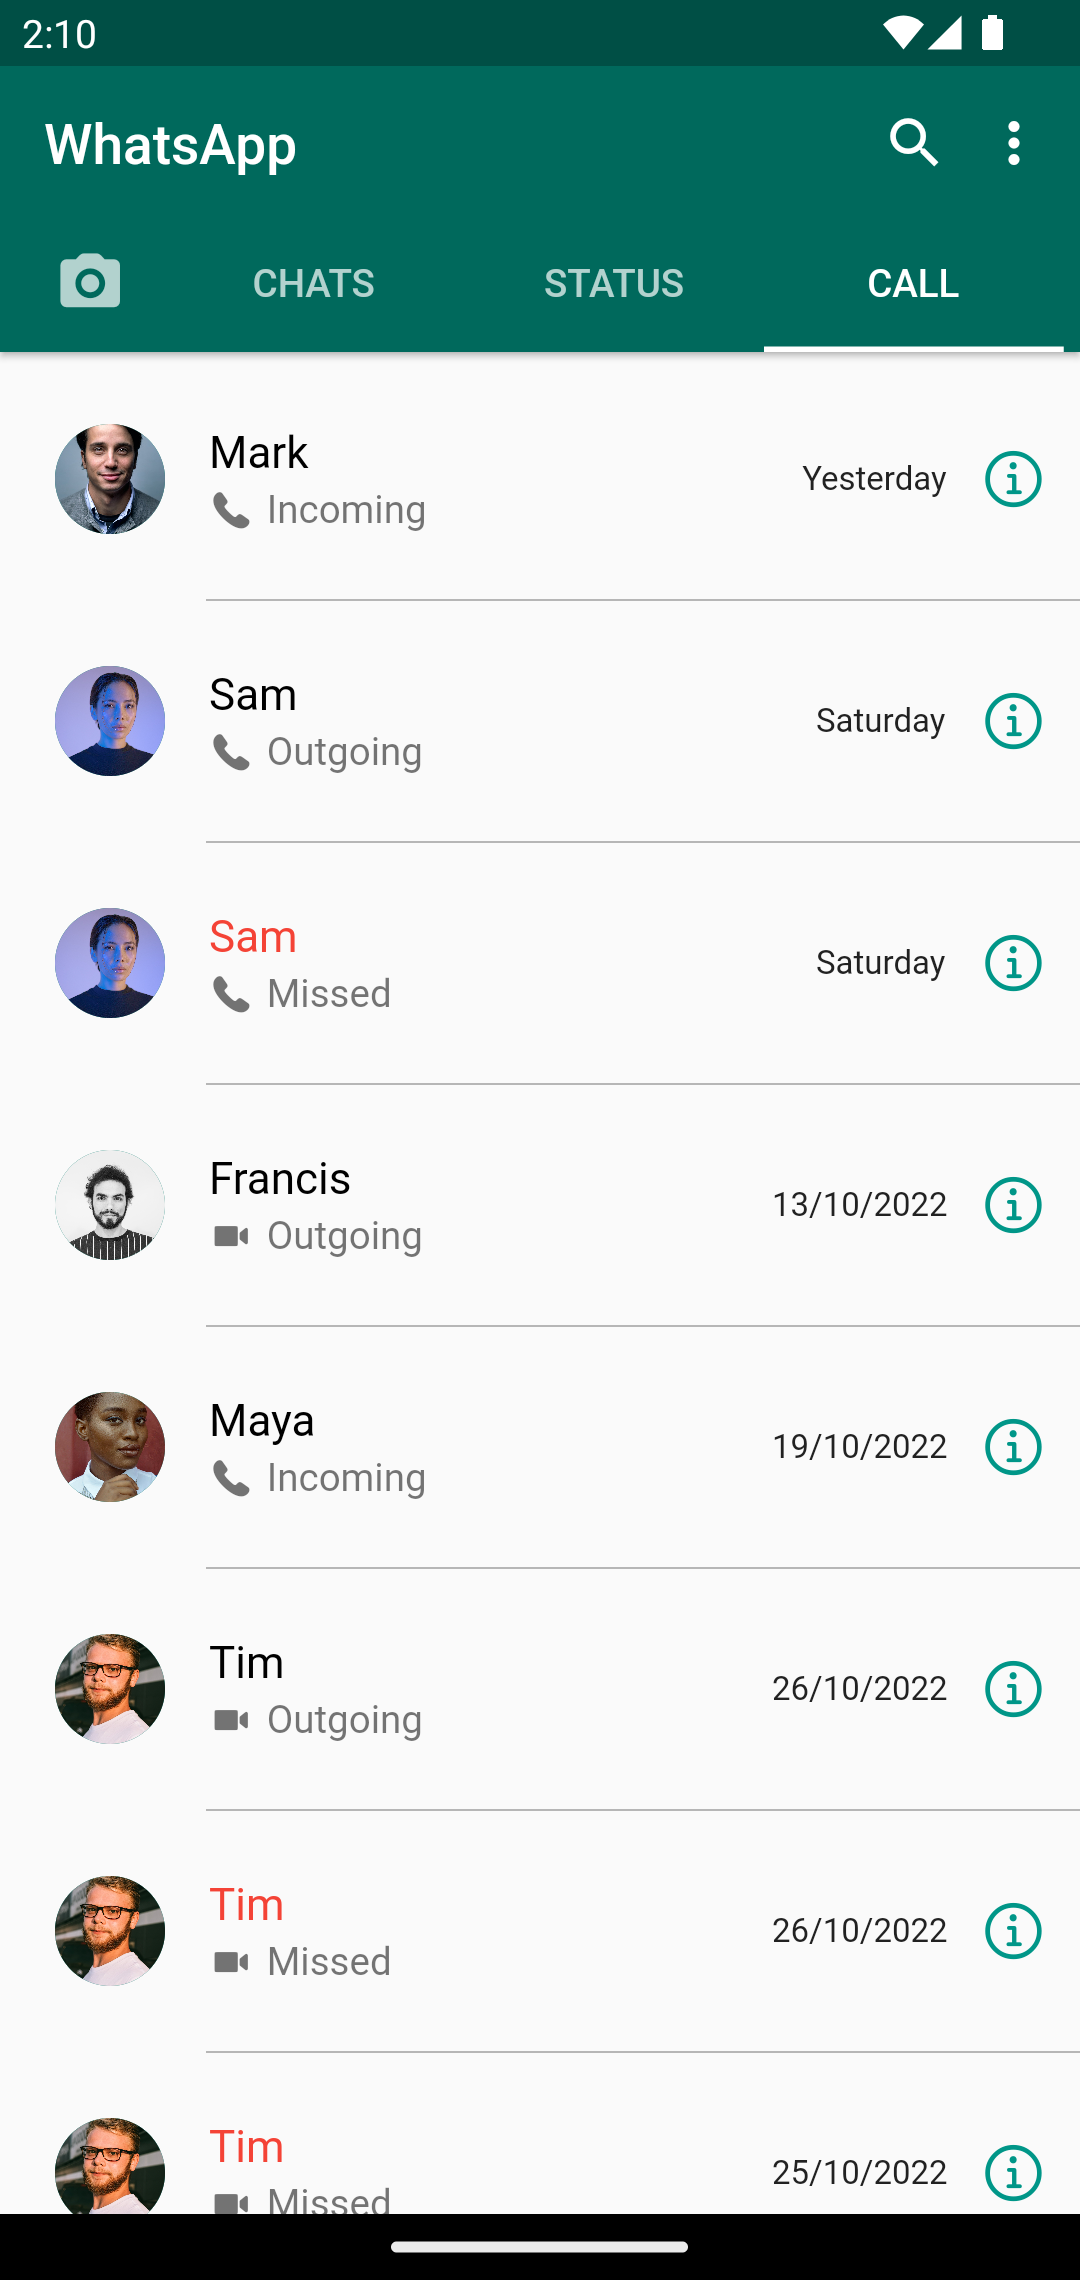 2:10
WhatsApp
CHATS STATUS CALL
Mark
Incoming
Yesterday
Sam
Outgoing
Saturday
Sam
Missed
Saturday
Francis
Outgoing
13/10/2022
Maya
Incoming
19/10/2022
Tim
Outgoing
26/10/2022
Tim
Missed
26/10/2022
Tim
Missed
25/10/2022